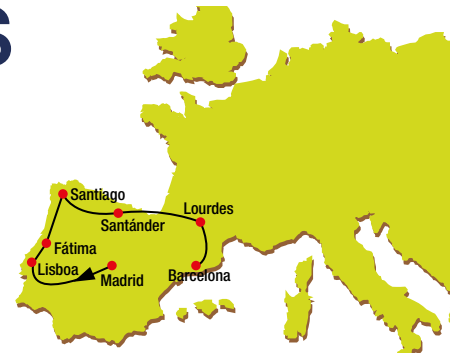 S
Santiago
Santánder
Lourdes
Fátima
Lisboa
Madrid
Barcelona